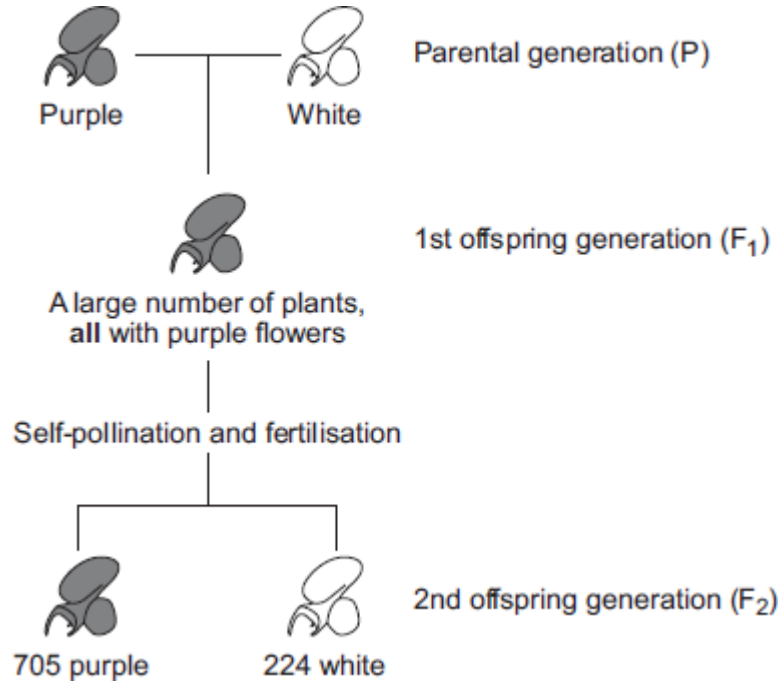 Purple
White
Parental generation (P)
1st offspring generation (F₁)
A large number of plants,
all with purple flowers
Self-pollination and fertilisation
705 purple
224 white
2nd offspring generation (F₂)